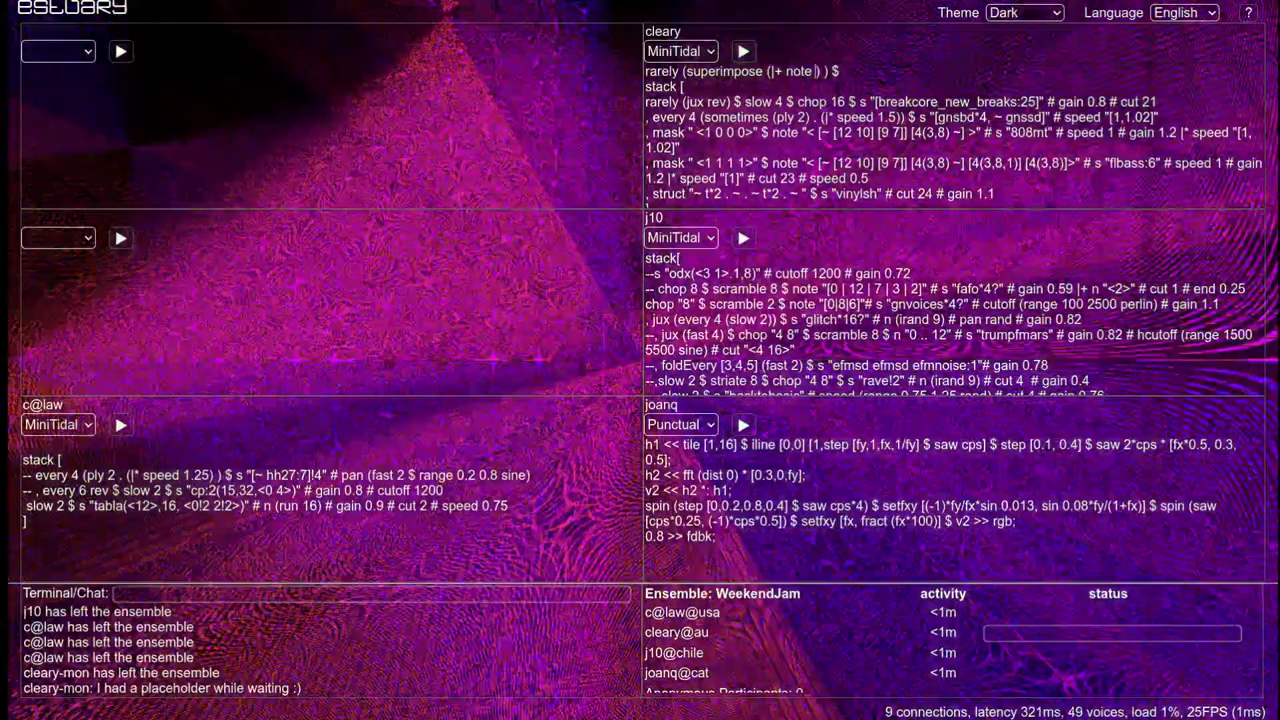 estuary
Theme Dark Language English ?
cleary
MiniTidal
rarely (superimpose (|+ note ) ) $
stack [
rarely (jux rev) $ slow 4 $ chop 16 $ s "[breakcore_new_breaks:25]" # gain 0.8 # cut 21
, every 4 (sometimes (ply 2) . (|* speed 1.5)) $ s "[gnsbd*4, ~ gnssd]" # speed "[1,1.02]"
, mask " <1 0 0 0>" $ note "< [~ [12 10] [9 7]] [4(3,8) ~] >" # s "808mt" # speed 1 # gain 1.2 |* speed "[1,
1.02]"
, mask " <1 1 1 1>" $ note "< [~ [12 10] [9 7]] [4(3,8) ~] [4(3,8,1)] [4(3,8)]>" # s "flbass:6" # speed 1 # gain
1.2 |* speed "[1]" # cut 23 # speed 0.5
, struct "~ t*2 . ~ . ~ t*2 . ~ " $ s "vinylsh" # cut 24 # gain 1.1
j10
MiniTidal
stack[
--s "odx(<3 1>.1,8)" # cutoff 1200 # gain 0.72
-- chop 8 $ scramble 8 $ note "[0 | 12 | 7 | 3 | 2]" # s "fafo*4?" # gain 0.59 |+ n "<2>" # cut 1 # end 0.25
chop "8" $ scramble 2 $ note "[0|8|6]"# s "gnvoices*4?" # cutoff (range 100 2500 perlin) # gain 1.1
, jux (every 4 (slow 2)) $ s "glitch*16?" # n (irand 9) # pan rand # gain 0.82
--, jux (fast 4) $ chop "4 8" $ scramble 8 $ n "0 .. 12" # s "trumpfmars" # gain 0.82 # hcutoff (range 1500
5500 sine) # cut "<4 16>"
--, foldEvery [3,4,5] (fast 2) $ s "efmsd efmsd efmnoise:1"# gain 0.78
--,slow 2 $ striate 8 $ chop "4 8" $ s "rave!2" # n (irand 9) # cut 4 # gain 0.4
c@law
MiniTidal
stack [
-- every 4 (ply 2 . (|* speed 1.25) ) $ s "[~ hh27:7]!4" # pan (fast 2 $ range 0.2 0.8 sine)
-- , every 6 rev $ slow 2 $ s "cp:2(15,32,<0 4>)" # gain 0.8 # cutoff 1200
slow 2 $ s "tabla(<12>,16, <0!2 2!2>)" # n (run 16) # gain 0.9 # cut 2 # speed 0.75
]
joanq
Punctual
h1 << tile [1,16] $ iline [0,0] [1,step [fy,1,fx,1/fy] $ saw cps] $ step [0.1, 0.4] $ saw 2*cps * [fx*0.5, 0.3,
0.5];
h2 << fft (dist 0) * [0.3,0,fy];
v2 << h2 *: h1;
spin (step [0,0.2,0.8,0.4] $ saw cps*4) $ setfxy [(-1)*fy/fx*sin 0.013, sin 0.08*fy/(1+fx)] $ spin (saw
[cps*0.25, (-1)*cps*0.5]) $ setfxy [fx, fract (fx*100)] $ v2 >> rgb;
0.8 >> fdbk;
Terminal/Chat:
j10 has left the ensemble
c@law has left the ensemble
c@law has left the ensemble
c@law has left the ensemble
cleary-mon has left the ensemble
cleary-mon: I had a placeholder while waiting :)
Ensemble: WeekendJam activity status
c@law@usa <1m
cleary@au <1m
j10@chile <1m
joanq@cat <1m
Anonymous Participants: 0
9 connections, latency 321ms, 49 voices, load 1%, 25FPS (1ms)